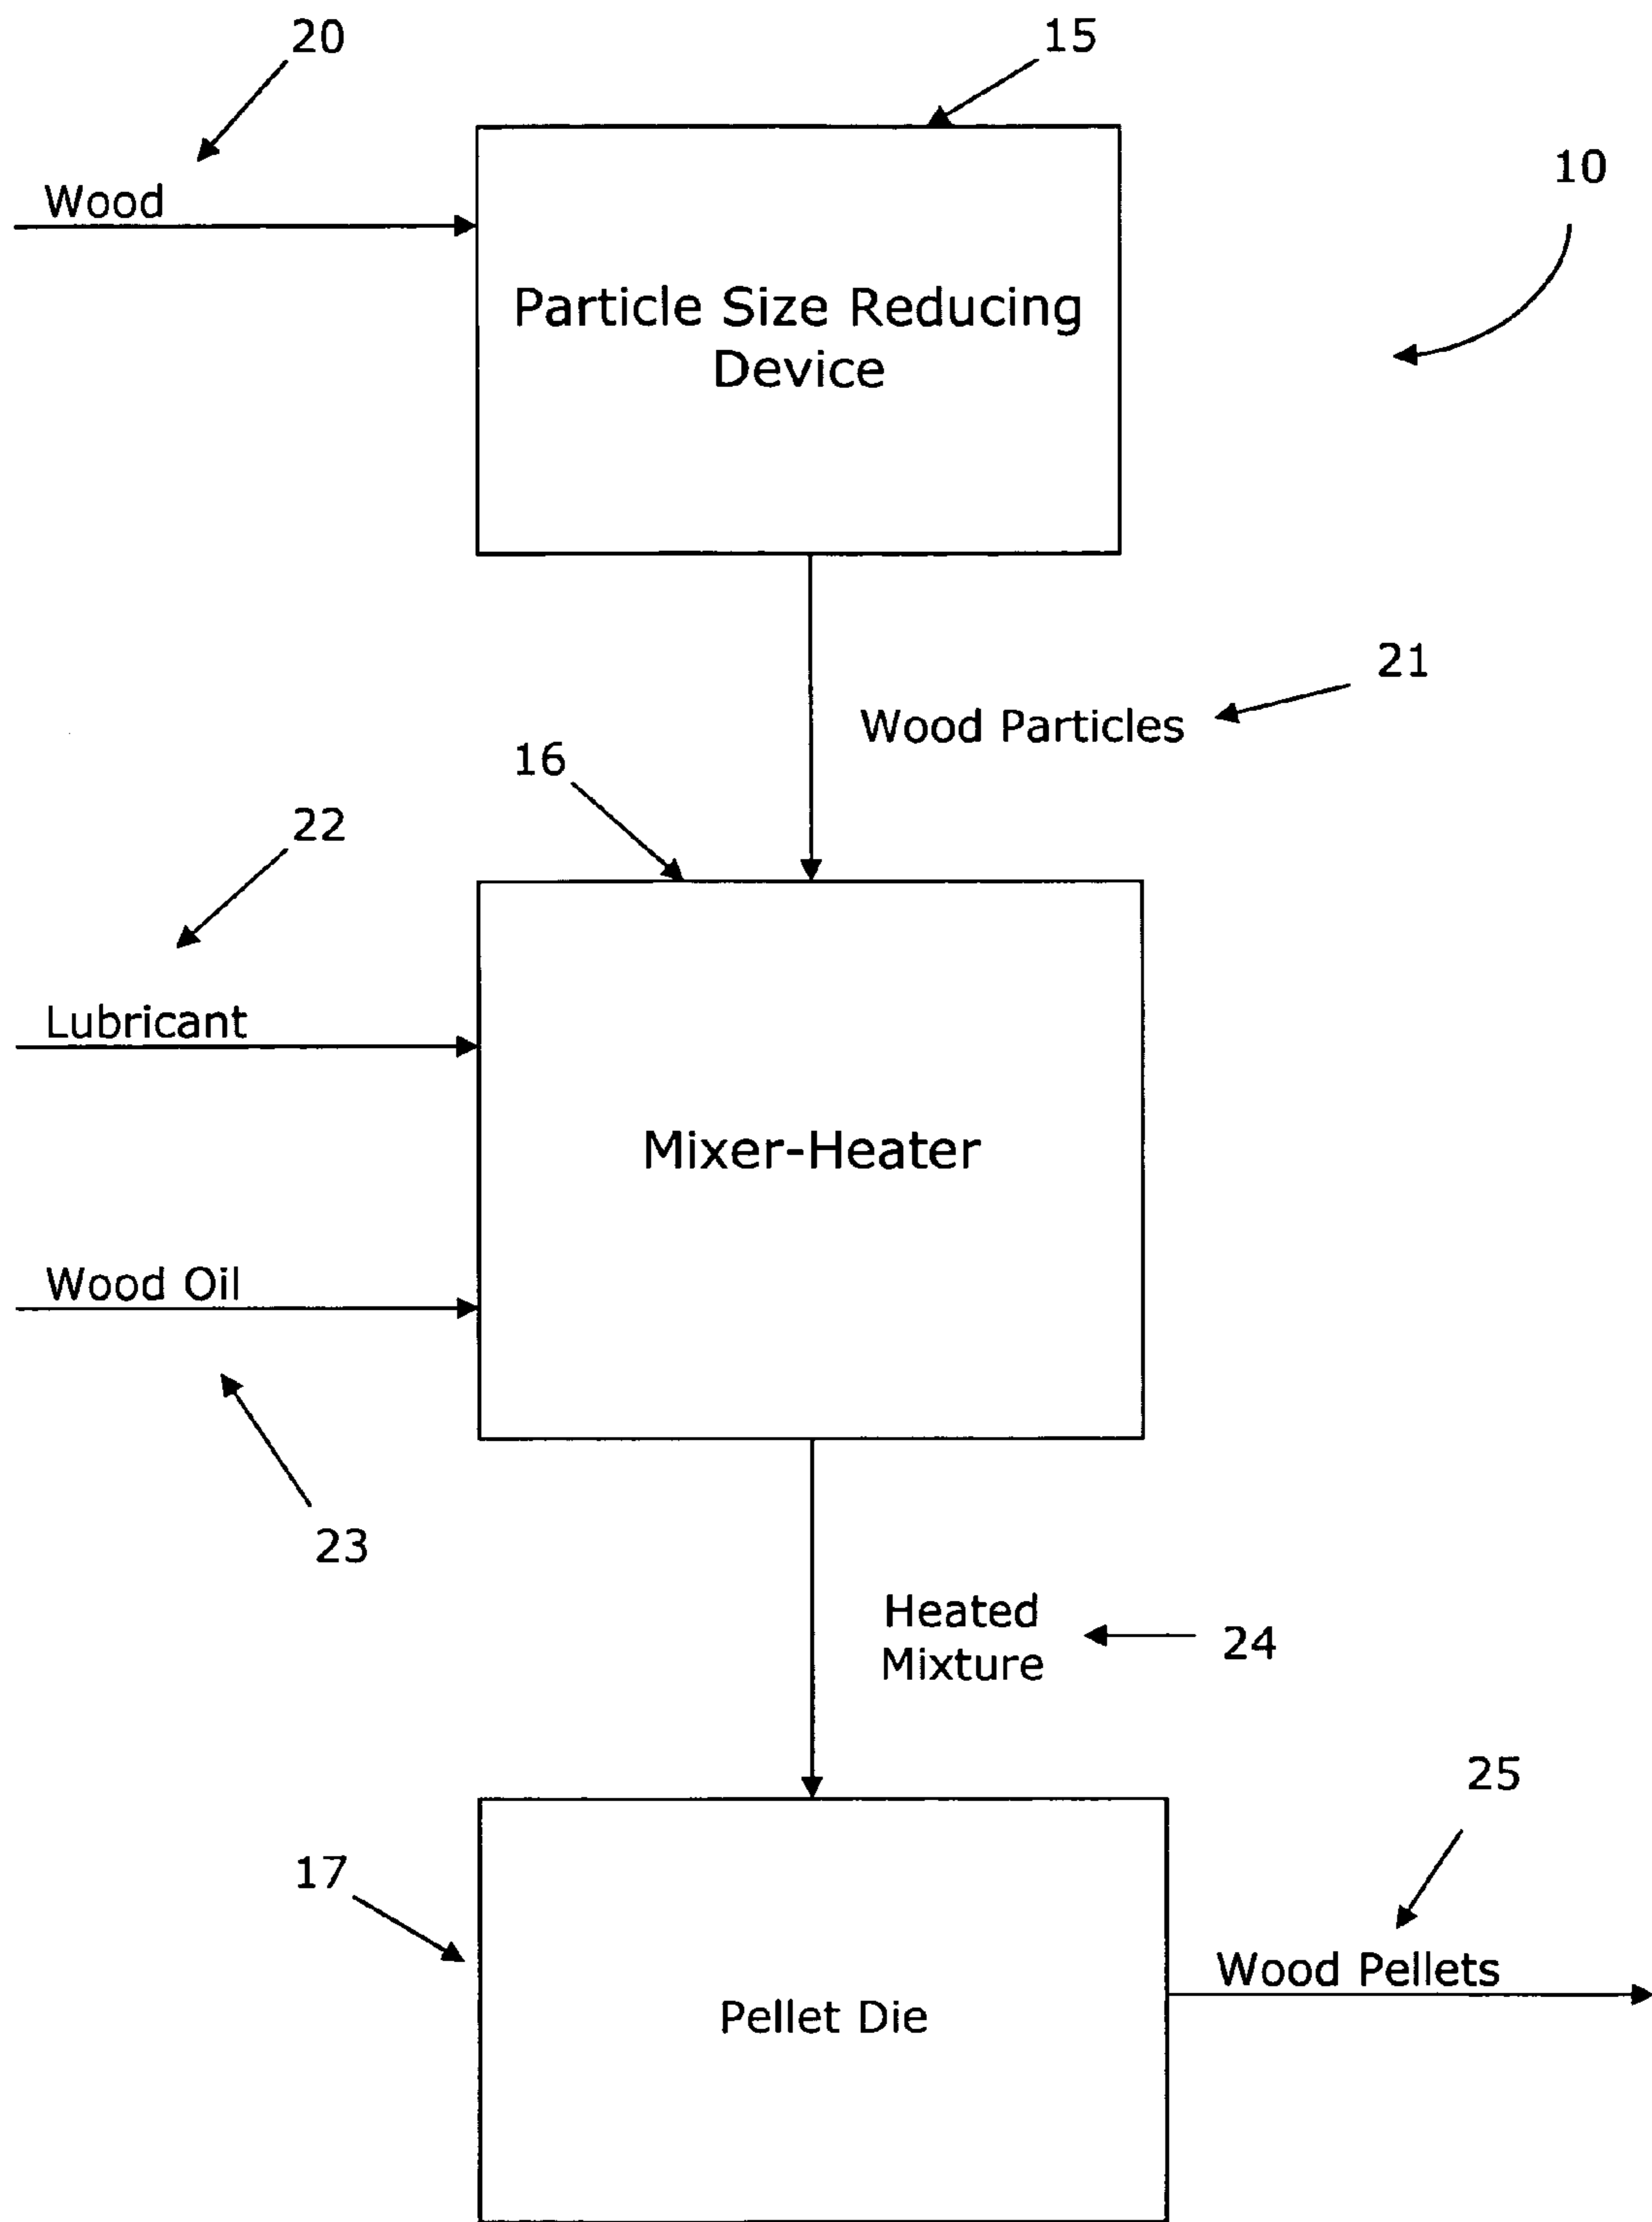 20
15
10
Wood
Particle Size Reducing
Device
21
Wood Particles
16
22
Lubricant
Mixer-Heater
Wood Oil
23
Heated
Mixture
24
25
17
Wood Pellets
Pellet Die